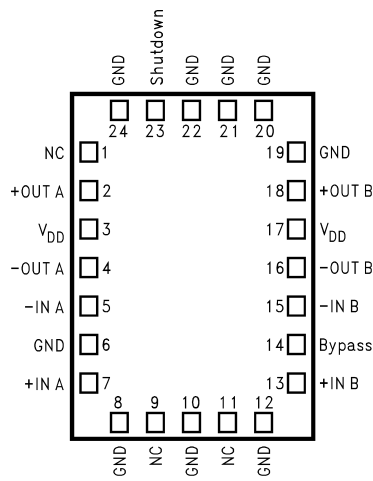 GND Shutdown GND GND GND
24 23 22 21 20
NC 1 19 GND
+OUT A 2 18 +OUT B
VDD 3 17 VDD
-OUT A 4 16 -OUT B
-IN A 5 15 -IN B
GND 6 14 Bypass
+IN A 7 13 +IN B
8 9 10 11 12
GND NC GND NC GND